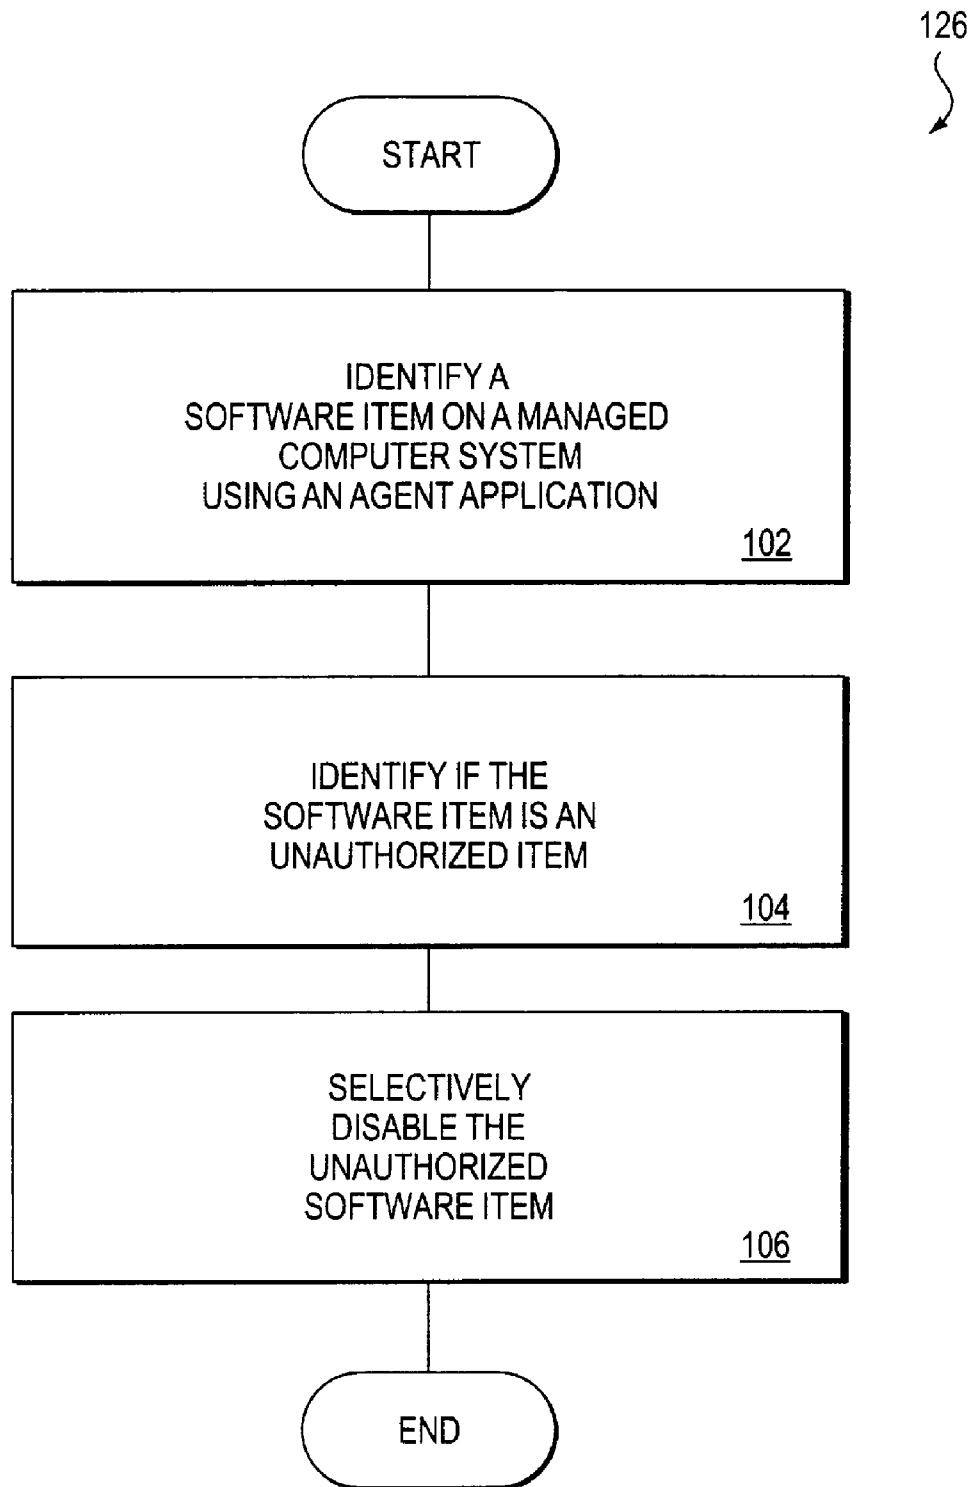 126
START
IDENTIFY A
SOFTWARE ITEM ON A MANAGED
COMPUTER SYSTEM
USING AN AGENT APPLICATION
102
IDENTIFY IF THE
SOFTWARE ITEM IS AN
UNAUTHORIZED ITEM
104
SELECTIVELY
DISABLE THE
UNAUTHORIZED
SOFTWARE ITEM
106
END